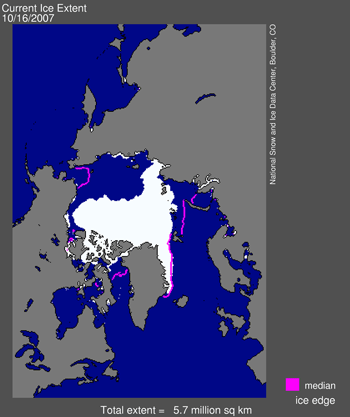 Current Ice Extent
10/16/2007
National Snow and Ice Data Center, Boulder, CO
median
ice edge
Total extent = 5.7 million sq km